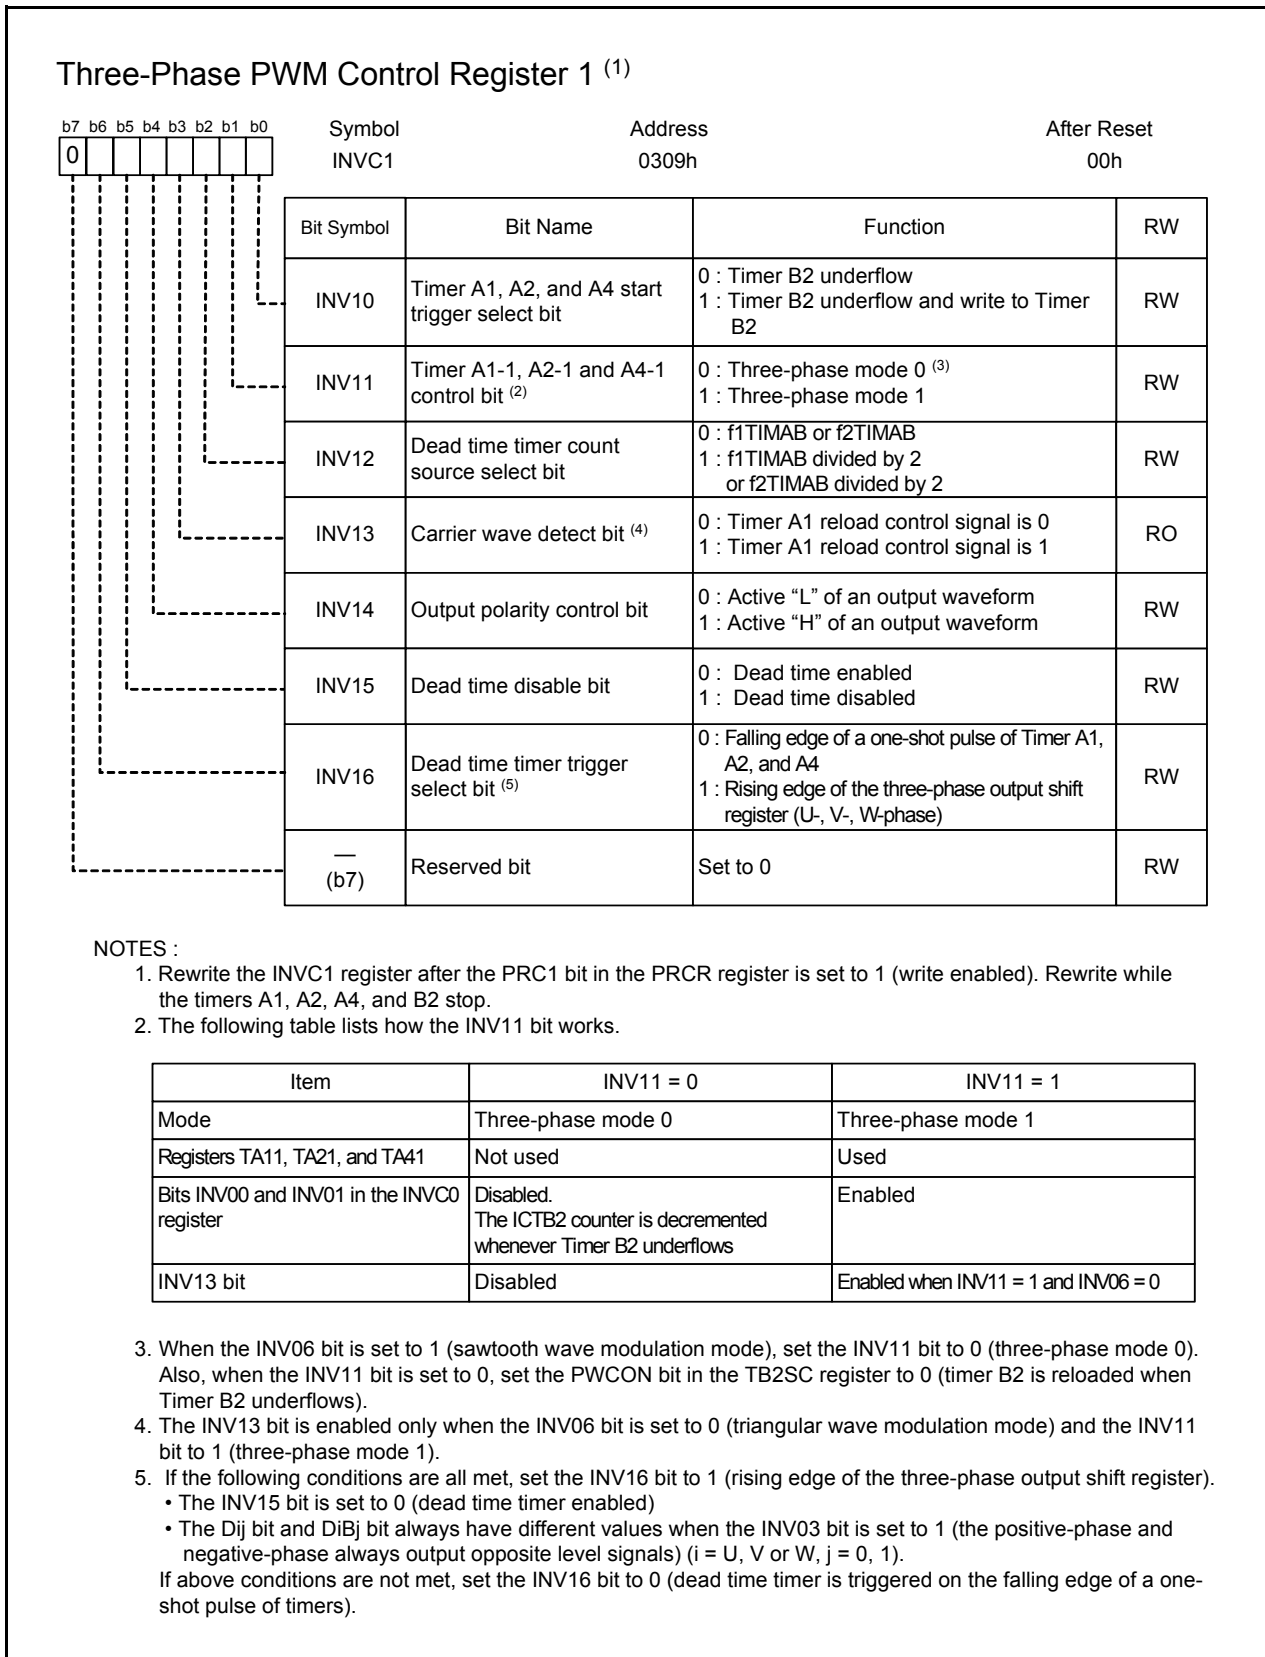 Three-Phase PWM Control Register 1 (1)
b7 b6 b5 b4 b3 b2 b1 b0
Symbol Address After Reset
0
INVC1 0309h 00h
Bit Symbol Bit Name Function RW
INV10 Timer A1, A2, and A4 start trigger select bit
0 : Timer B2 underflow
1 : Timer B2 underflow and write to Timer
B2
RW
INV11 Timer A1-1, A2-1 and A4-1 control bit (2)
0 : Three-phase mode 0 (3)
1 : Three-phase mode 1
RW
INV12 Dead time timer count source select bit
0 : f1TIMAB or f2TIMAB
1 : f1TIMAB divided by 2
or f2TIMAB divided by 2
RW
INV13 Carrier wave detect bit (4)
0 : Timer A1 reload control signal is 0
1 : Timer A1 reload control signal is 1
RO
INV14 Output polarity control bit
0 : Active “L” of an output waveform
1 : Active “H” of an output waveform
RW
INV15 Dead time disable bit
0 : Dead time enabled
1 : Dead time disabled
RW
INV16 Dead time timer trigger select bit (5)
0 : Falling edge of a one-shot pulse of Timer A1,
A2, and A4
1 : Rising edge of the three-phase output shift
register (U-, V-, W-phase)
RW
—
(b7) Reserved bit Set to 0 RW
NOTES :
1. Rewrite the INVC1 register after the PRC1 bit in the PRCR register is set to 1 (write enabled). Rewrite while
the timers A1, A2, A4, and B2 stop.
2. The following table lists how the INV11 bit works.
Item INV11 = 0 INV11 = 1
Mode Three-phase mode 0 Three-phase mode 1
Registers TA11, TA21, and TA41 Not used Used
Bits INV00 and INV01 in the INVC0 register
Disabled.
The ICTB2 counter is decremented
whenever Timer B2 underflows
Enabled
INV13 bit Disabled Enabled when INV11 = 1 and INV06 = 0
3. When the INV06 bit is set to 1 (sawtooth wave modulation mode), set the INV11 bit to 0 (three-phase mode 0).
Also, when the INV11 bit is set to 0, set the PWCON bit in the TB2SC register to 0 (timer B2 is reloaded when
Timer B2 underflows).
4. The INV13 bit is enabled only when the INV06 bit is set to 0 (triangular wave modulation mode) and the INV11
bit to 1 (three-phase mode 1).
5. If the following conditions are all met, set the INV16 bit to 1 (rising edge of the three-phase output shift register).
• The INV15 bit is set to 0 (dead time timer enabled)
• The Dij bit and DiBj bit always have different values when the INV03 bit is set to 1 (the positive-phase and
negative-phase always output opposite level signals) (i = U, V or W, j = 0, 1).
If above conditions are not met, set the INV16 bit to 0 (dead time timer is triggered on the falling edge of a one-
shot pulse of timers).